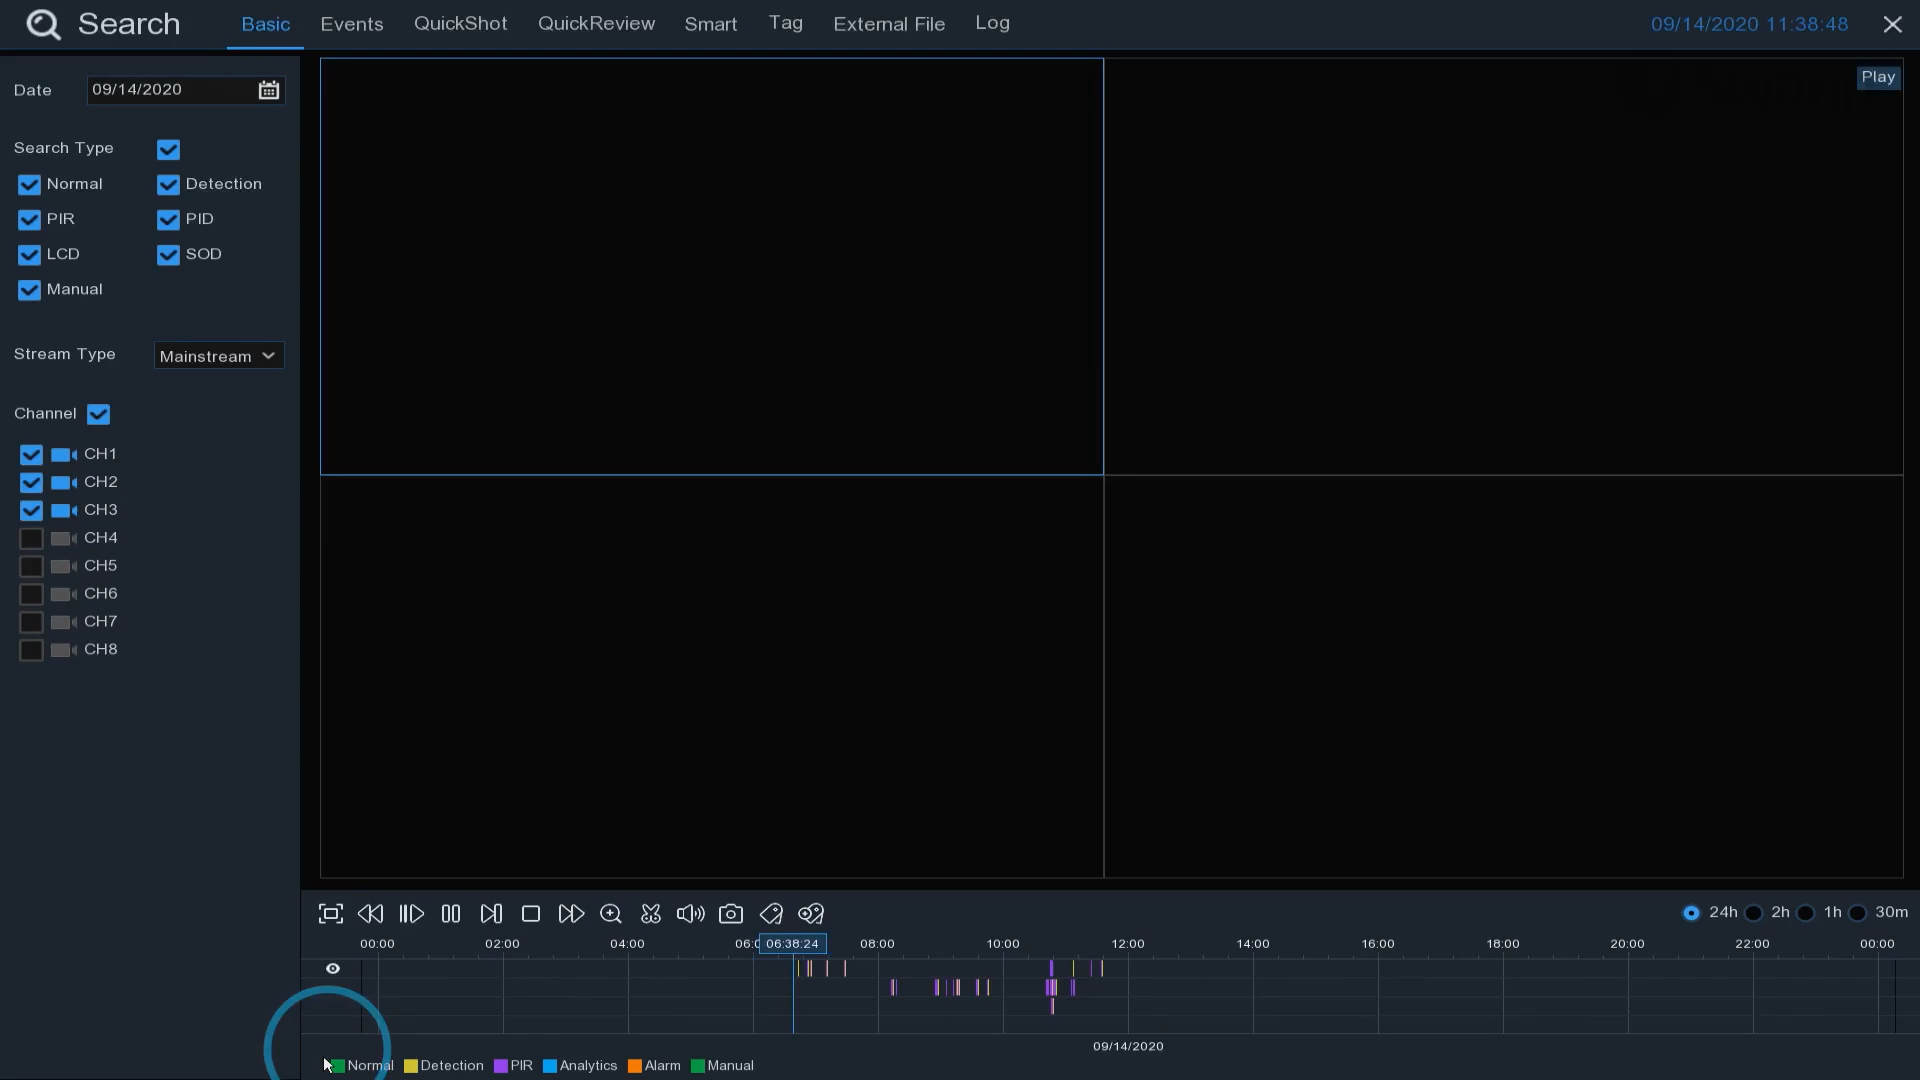 Search Basic Events QuickShot QuickReview Smart Tag External File Log 09/14/2020 11:38:48
Date 09/14/2020
Play
Search Type
Normal Detection
PIR PID
LCD SOD
Manual
Stream Type Mainstream
Channel
CH1
CH2
CH3
CH4
CH5
CH6
CH7
CH8
24h 2h 1h 30m
00:00 02:00 04:00 06:0 06:38:24 08:00 10:00 12:00 14:00 16:00 18:00 20:00 22:00 00:00
09/14/2020
Normal Detection PIR Analytics Alarm Manual